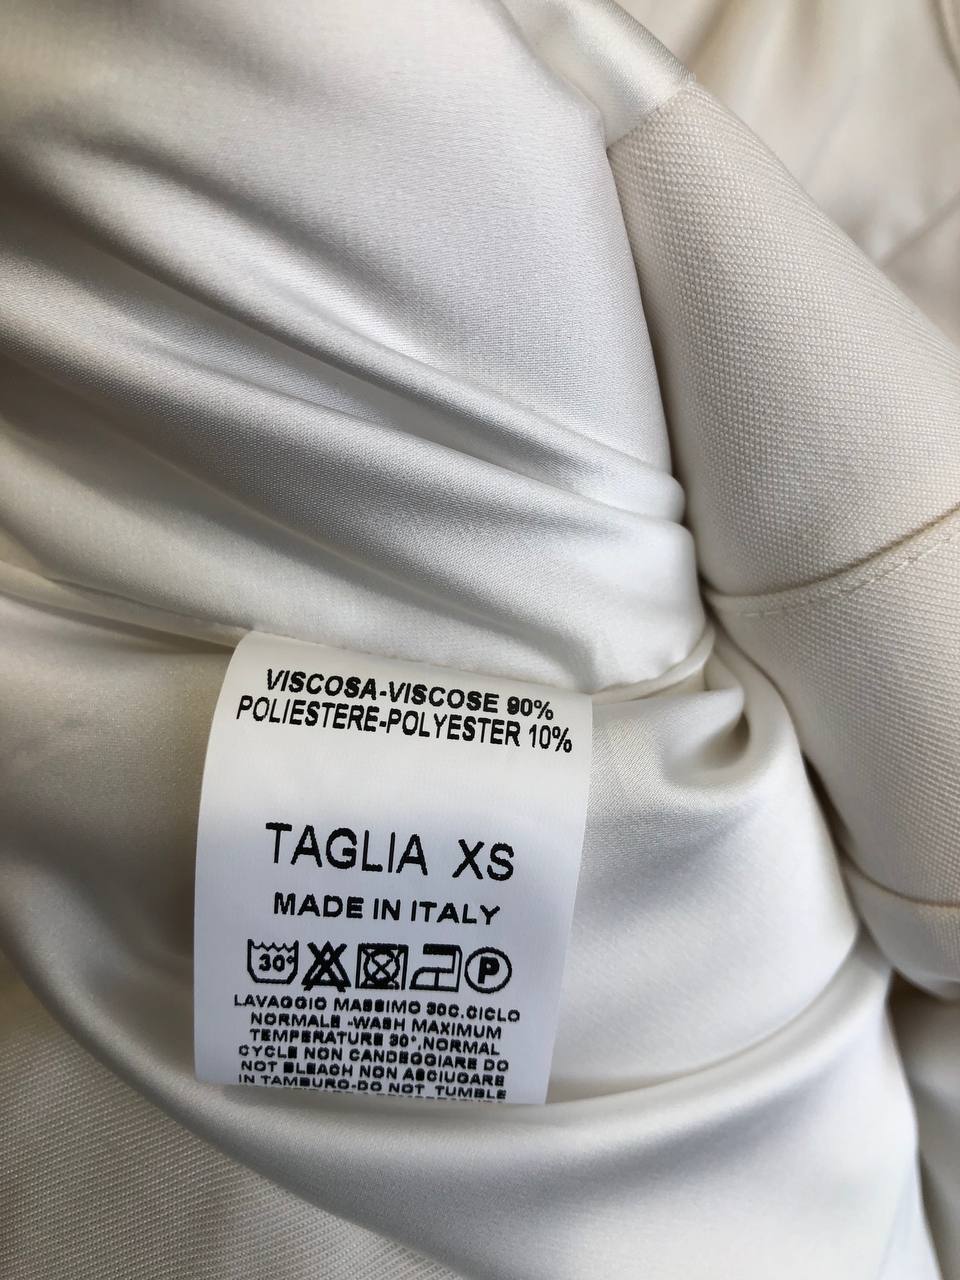 VISCOSA-VISCOSE 90%
POLIESTERE-POLYESTER 10%
TAGLIA XS
MADE IN ITALY
30° P
LAVAGGIO MASSIMO 30C.CICLO
NORMALE -WASH MAXIMUM
TEMPERATURE 30°,NORMAL
CYCLE NON CANDEGGIARE DO
NOT BLEACH NON ASCIUGARE
IN TAMBURO-DO NOT TUMBLE